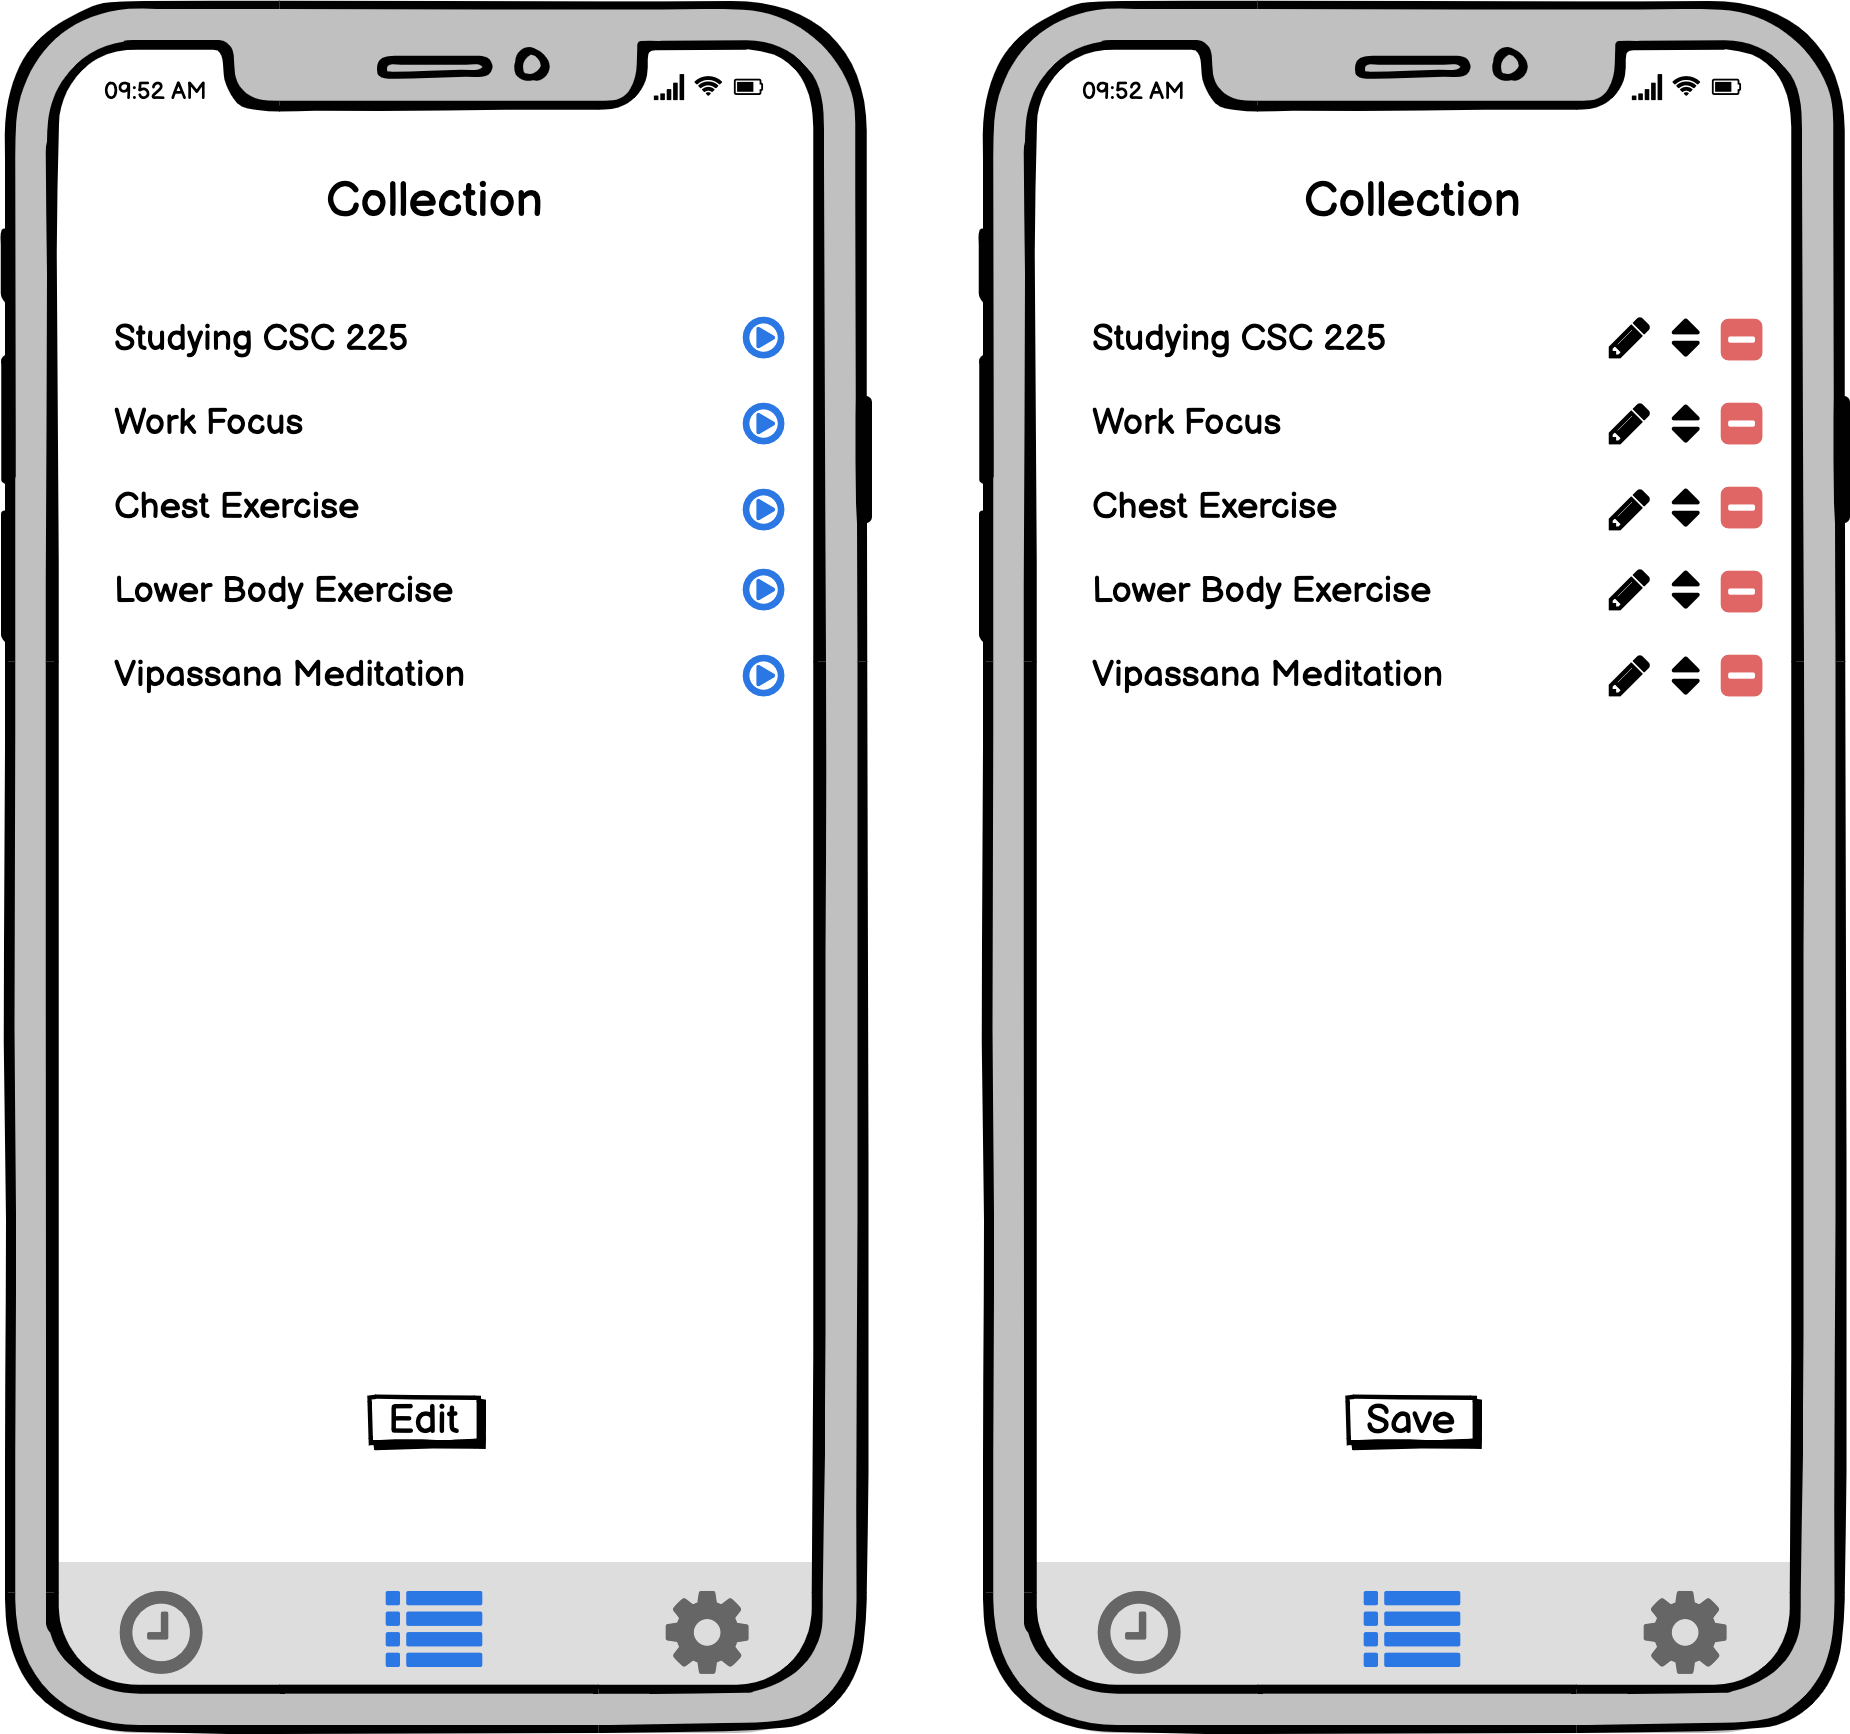 09:52 AM
Collection
Studying CSC 225
Work Focus
Chest Exercise
Lower Body Exercise
Vipassana Meditation
Edit
09:52 AM
Collection
Studying CSC 225
Work Focus
Chest Exercise
Lower Body Exercise
Vipassana Meditation
Save